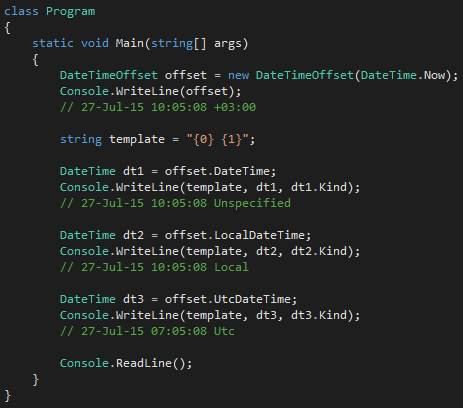 class Program
{
    static void Main(string[] args)
    {
        DateTimeOffset offset = new DateTimeOffset(DateTime.Now);
        Console.WriteLine(offset);
        // 27-Jul-15 10:05:08 +03:00

        string template = "{0} {1}";

        DateTime dt1 = offset.DateTime;
        Console.WriteLine(template, dt1, dt1.Kind);
        // 27-Jul-15 10:05:08 Unspecified

        DateTime dt2 = offset.LocalDateTime;
        Console.WriteLine(template, dt2, dt2.Kind);
        // 27-Jul-15 10:05:08 Local

        DateTime dt3 = offset.UtcDateTime;
        Console.WriteLine(template, dt3, dt3.Kind);
        // 27-Jul-15 07:05:08 Utc

        Console.ReadLine();
    }
}